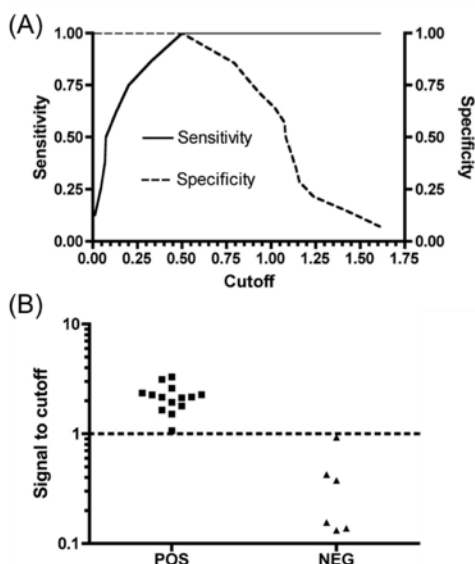 (A)
1.00
0.75
0.50
0.25
0.00
Sensitivity
Sensitivity
Specificity
1.00
0.75
0.50
0.25
0.00
Specificity
0.00 0.25 0.50 0.75 1.00 1.25 1.50 1.75
Cutoff
(B)
10
1
0.1
Signal to cutoff
POS NEG